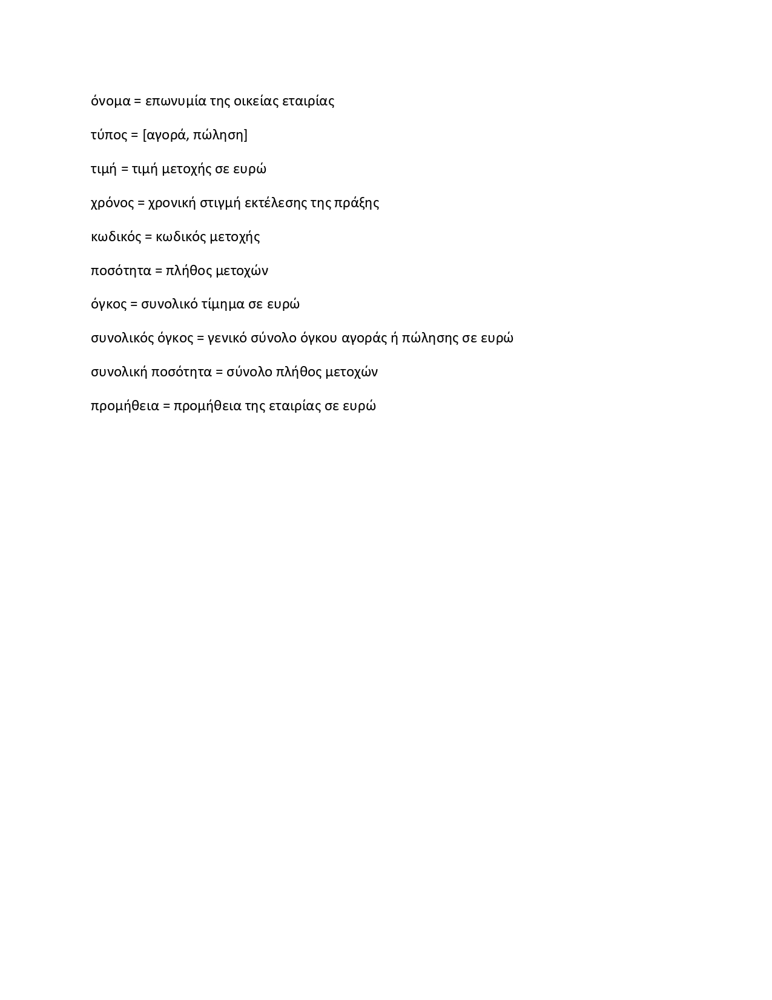 όνομα = επωνυμία της οικείας εταιρίας
τύπος = [αγορά, πώληση]
τιμή = τιμή μετοχής σε ευρώ
χρόνος = χρονική στιγμή εκτέλεσης της πράξης
κωδικός = κωδικός μετοχής
ποσότητα = πλήθος μετοχών
όγκος = συνολικό τίμημα σε ευρώ
συνολικός όγκος = γενικό σύνολο όγκου αγοράς ή πώλησης σε ευρώ
συνολική ποσότητα = σύνολο πλήθος μετοχών
προμήθεια = προμήθεια της εταιρίας σε ευρώ